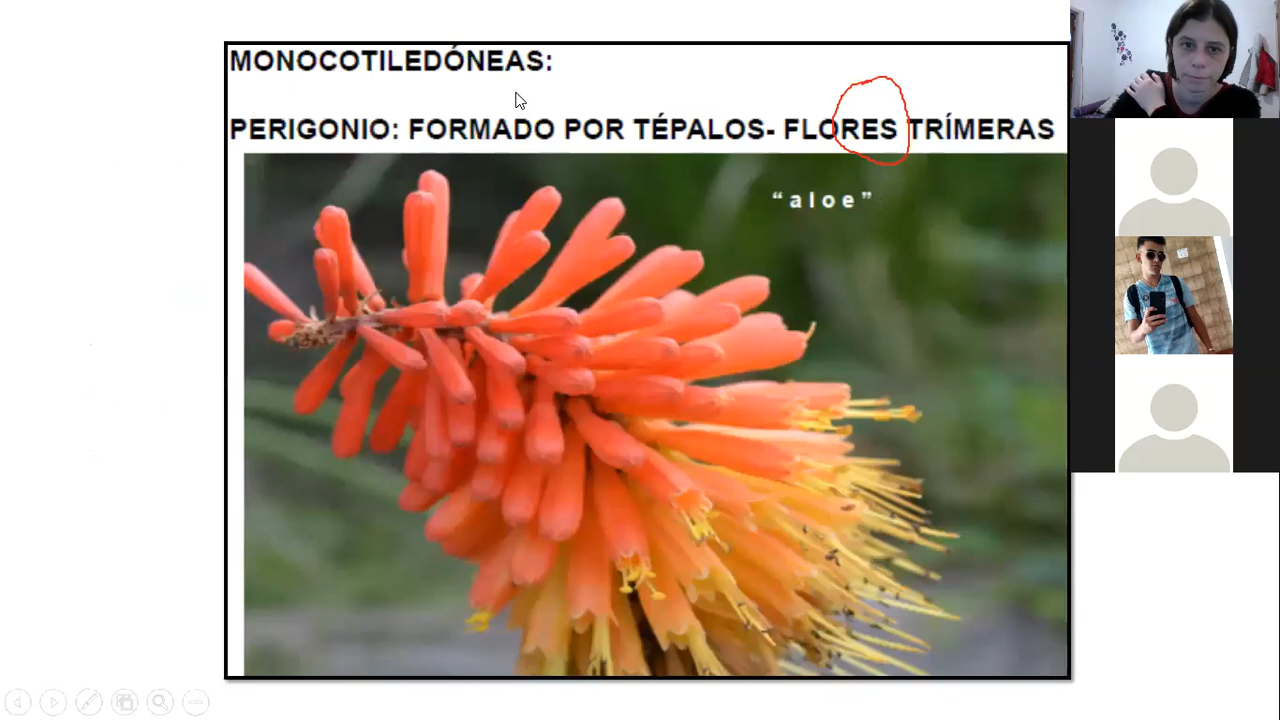 MONOCOTILEDÓNEAS:
PERIGONIO: FORMADO POR TÉPALOS- FLORES TRÍMERAS
“aloe”